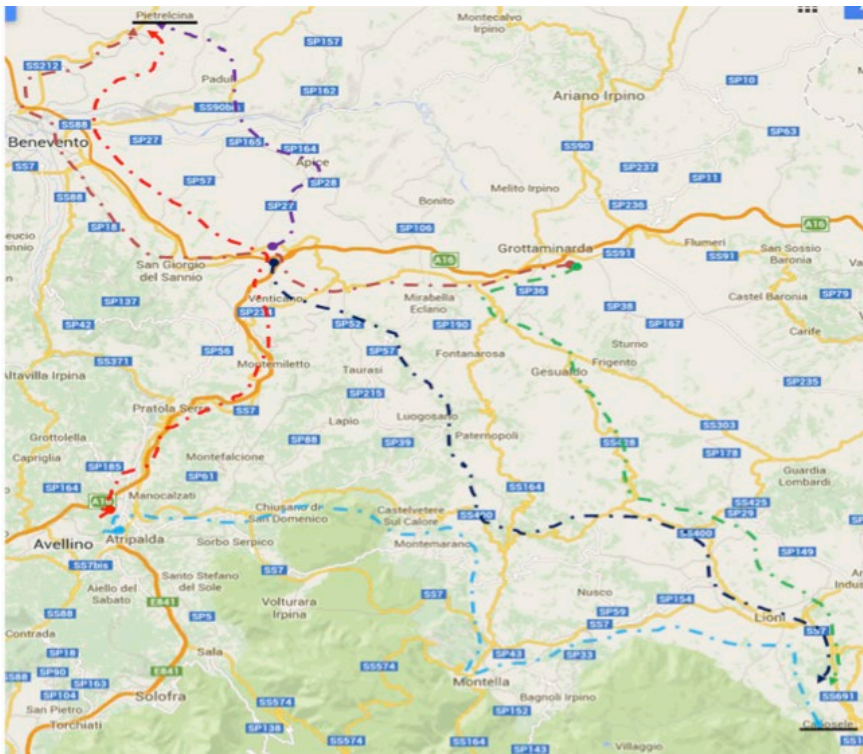 Pietrelcina
Montecalvo
Irpino
SP157
SS212
Padul
SP162
SP10
SS90bis
Ariano Irpino
SS88
SP27
SP63
Benevento
SP165
SP164
SS90
SS7
Apice
SP237
SP57
SP28
Melito Irpino
SP11
SS88
Bonito
SP27
SP236
SP18
SP106
eucio
Sannio
Grottaminarda
A16
SS91
Flumeri
San Sossio
Baronia
San Giorgio
del Sannio
A16
SS91
SP36
SP137
Venticano
Mirabella
Eclano
Castel Baronia
SP79
SP38
SP42
SP52
SP190
SP167
Carife
SP56
SP57
Sturno
SS371
Montemiletto
Fontanarosa
Frigento
Altavilla Irpina
Taurasi
Gesualdo
SP235
SS7
SP215
Pratola Serra
Luogosano
Lapio
SS303
Grottolella
SP88
SP39
Paternopoli
SS428
SP178
Capriglia
SP185
Montefalcione
Guardia
Lombardi
SP61
SP164
Manocalzati
SS164
Chiusano di
San Domenico
Castelvetere
Sul Calore
SS425
SS400
SP29
Avellino
Atripalda
Montemarano
SS400
Sorbo Serpico
SP149
SS7bis
SS7
Santo Stefano
del Sole
Aiello del
Sabato
Indus
SS7
Nusco
SP154
E841
Volturara
Irpina
SS88
SP59
SP5
SS7
Lioni
Contrada
SS7
SP18
Sala
SP43
SP33
SP90
E841
SS574
SS88
SP163
Montella
SS691
SP104
Solofra
Bagnoli Irpino
San Pietro
SS574
SP152
Caposele
Torchiati
SP138
SS574
SS164
SP143
Villaggio
SS1